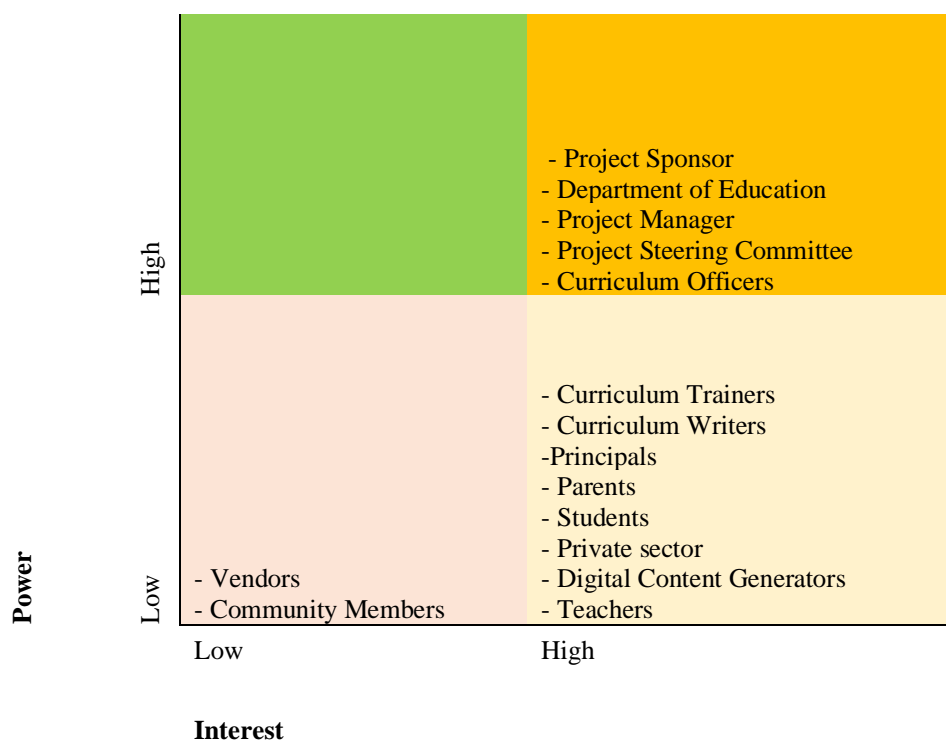 - Project Sponsor
- Department of Education
- Project Manager
- Project Steering Committee
- Curriculum Officers
High
- Curriculum Trainers
- Curriculum Writers
-Principals
- Parents
- Students
- Private sector
- Digital Content Generators
- Teachers
- Vendors
- Community Members
Low
Power
Low
High
Interest